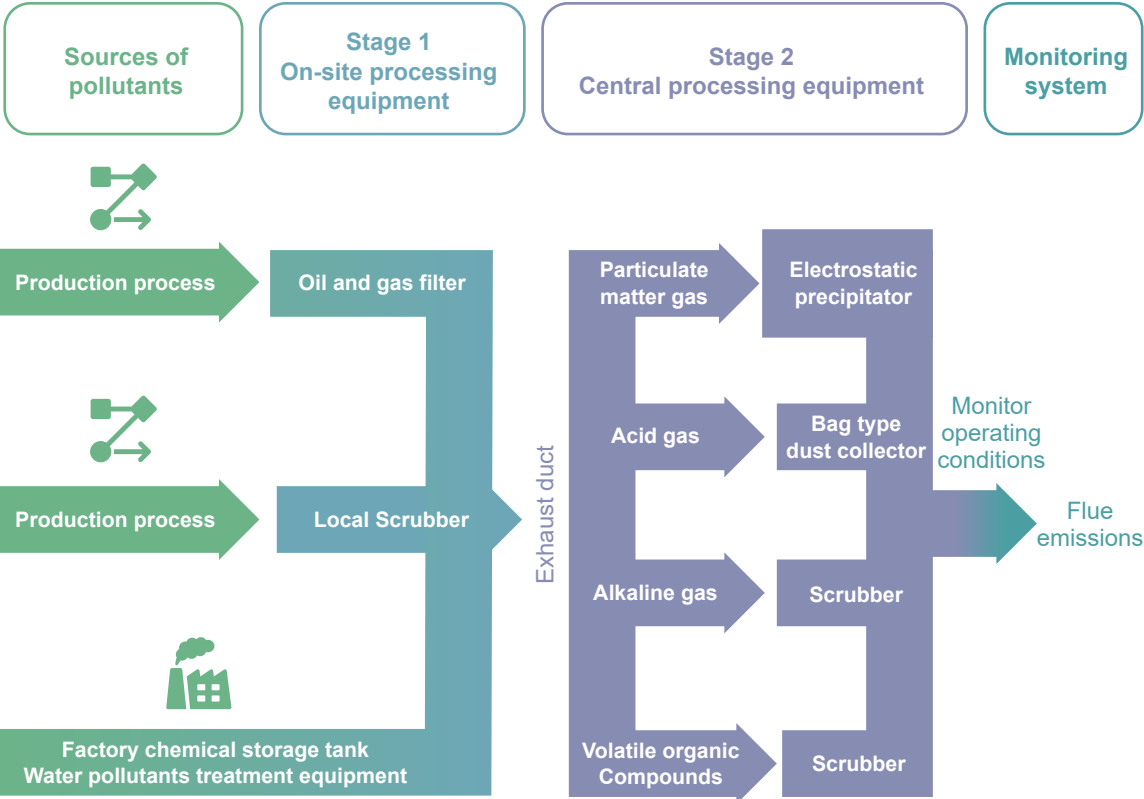 Sources of
pollutants
Stage 1
On-site processing
equipment
Stage 2
Central processing equipment
Monitoring
system
Production process
Oil and gas filter
Particulate
matter gas
Electrostatic
precipitator
Acid gas
Bag type
dust collector
Monitor
operating
conditions
Production process
Local Scrubber
Exhaust duct
Flue
emissions
Alkaline gas
Scrubber
Factory chemical storage tank
Water pollutants treatment equipment
Volatile organic
Compounds
Scrubber